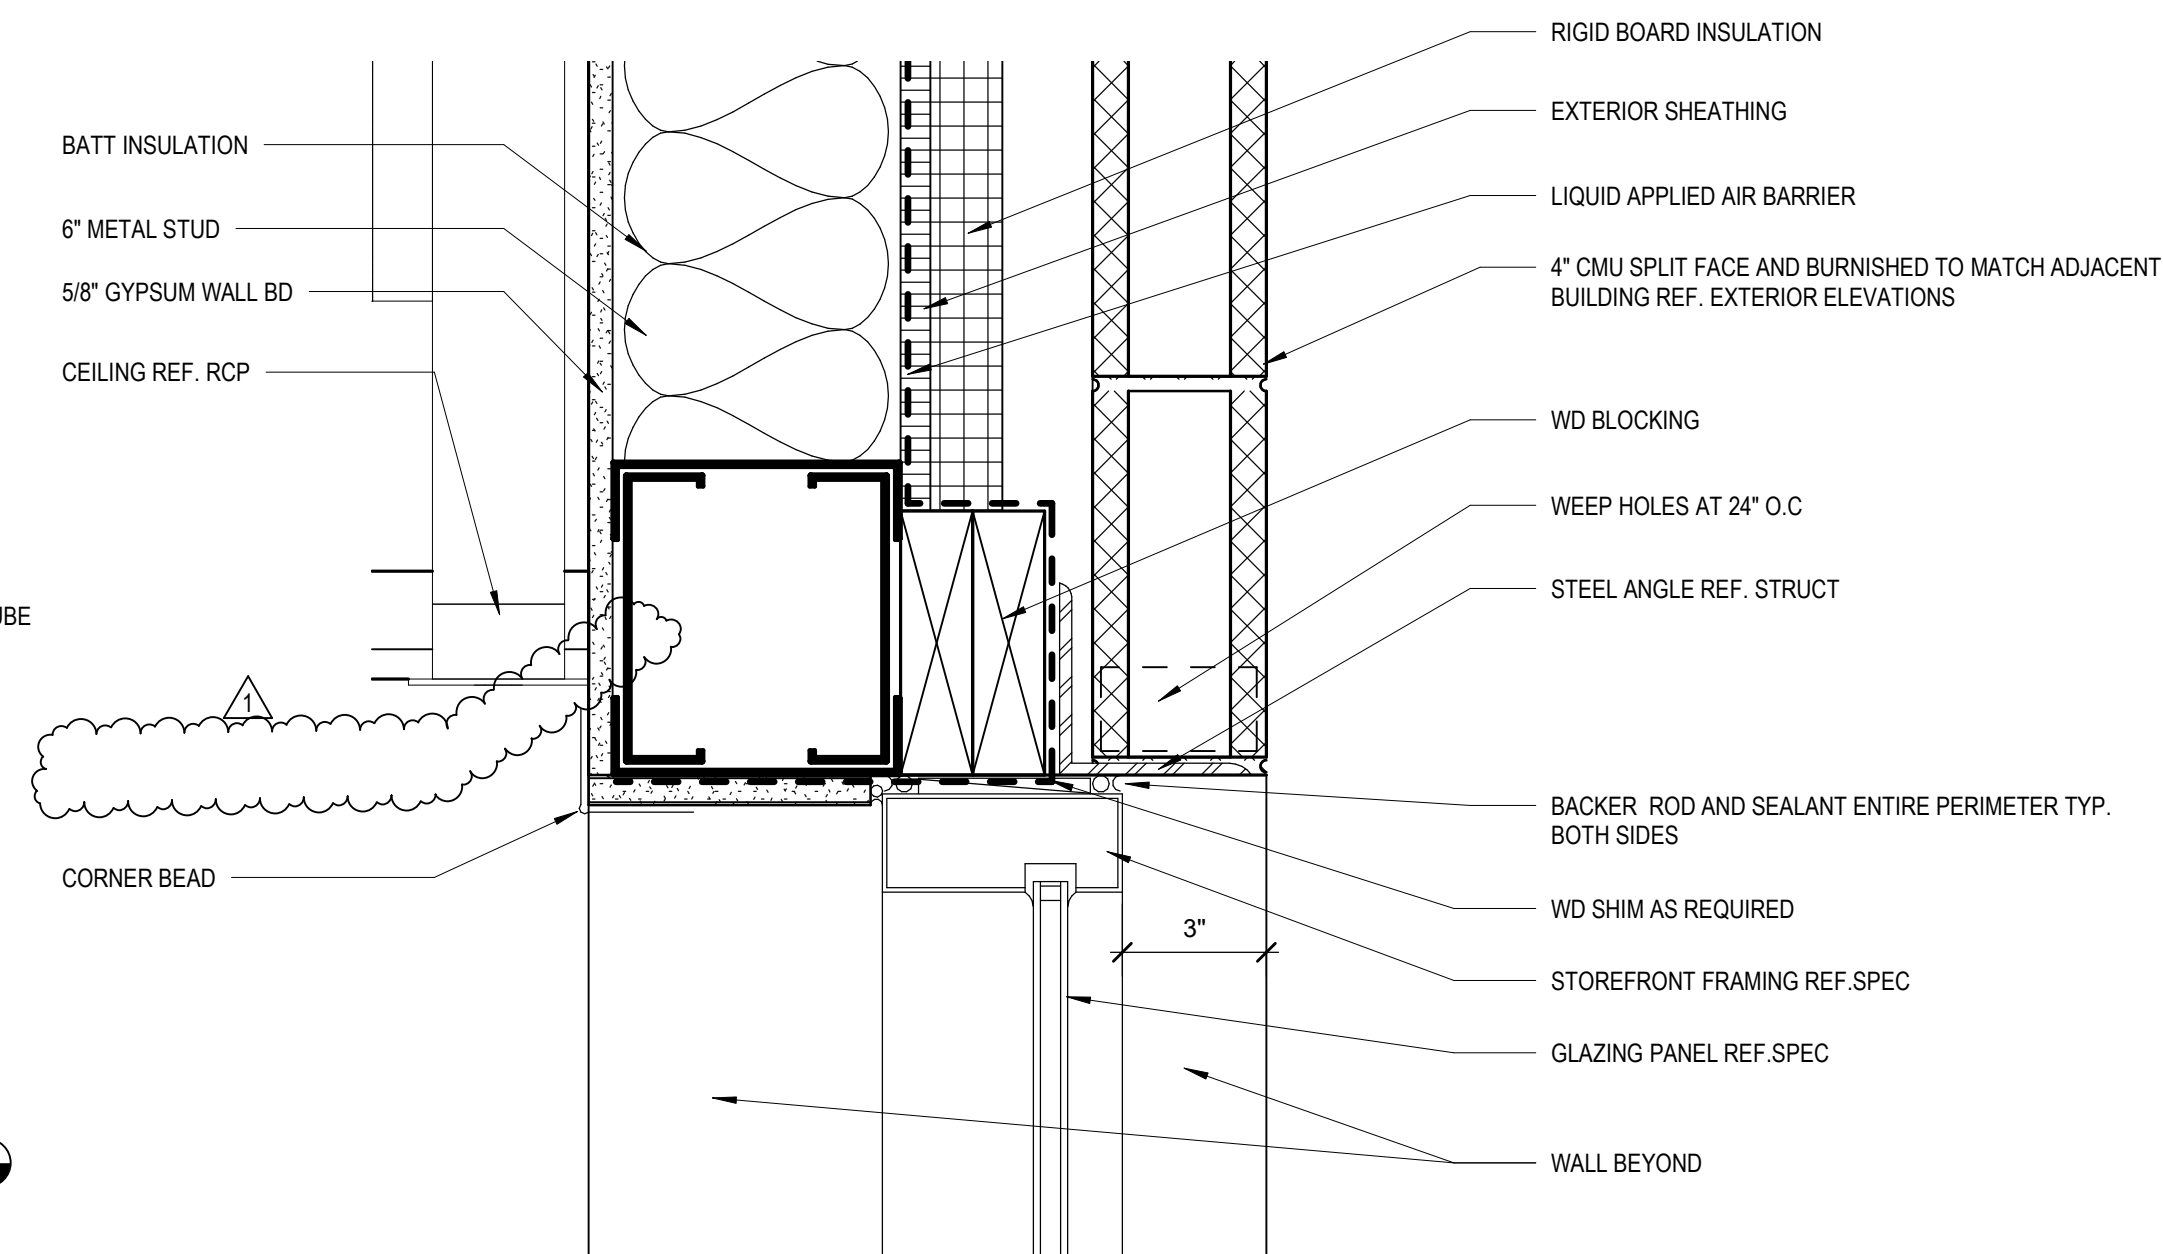 BATT INSULATION
6" METAL STUD
5/8" GYPSUM WALL BD
CEILING REF. RCP
UBE
1
CORNER BEAD
RIGID BOARD INSULATION
EXTERIOR SHEATHING
LIQUID APPLIED AIR BARRIER
4" CMU SPLIT FACE AND BURNISHED TO MATCH ADJACENT
BUILDING REF. EXTERIOR ELEVATIONS
WD BLOCKING
WEEP HOLES AT 24" O.C
STEEL ANGLE REF. STRUCT
BACKER ROD AND SEALANT ENTIRE PERIMETER TYP.
BOTH SIDES
WD SHIM AS REQUIRED
3"
STOREFRONT FRAMING REF.SPEC
GLAZING PANEL REF.SPEC
WALL BEYOND